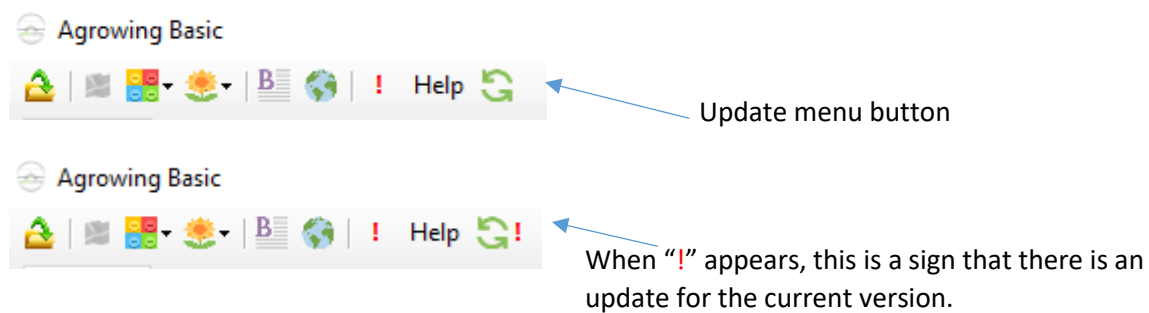 Agrowing Basic
B ! Help
Update menu button
Agrowing Basic
B ! Help !
When “!” appears, this is a sign that there is an
update for the current version.